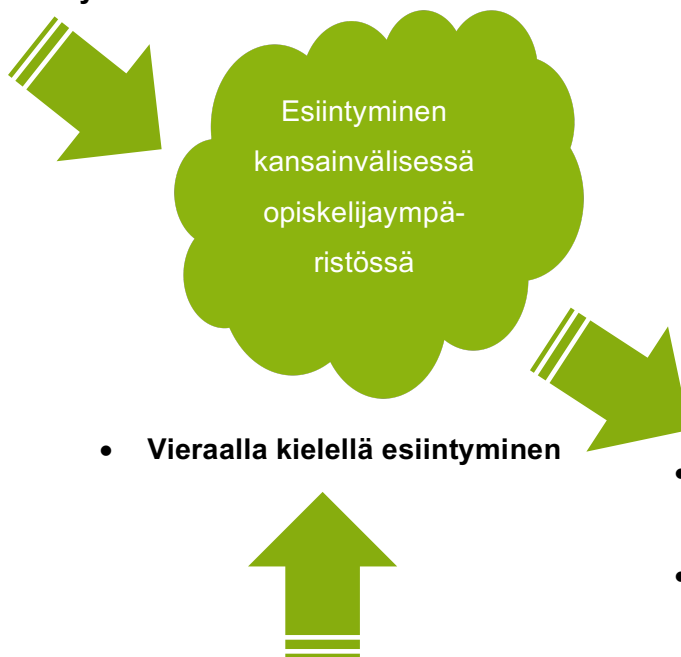 Esiintyminen
kansainvälisessä
opiskelijaympä-
ristössä
• Vieraalla kielellä esiintyminen
•
•